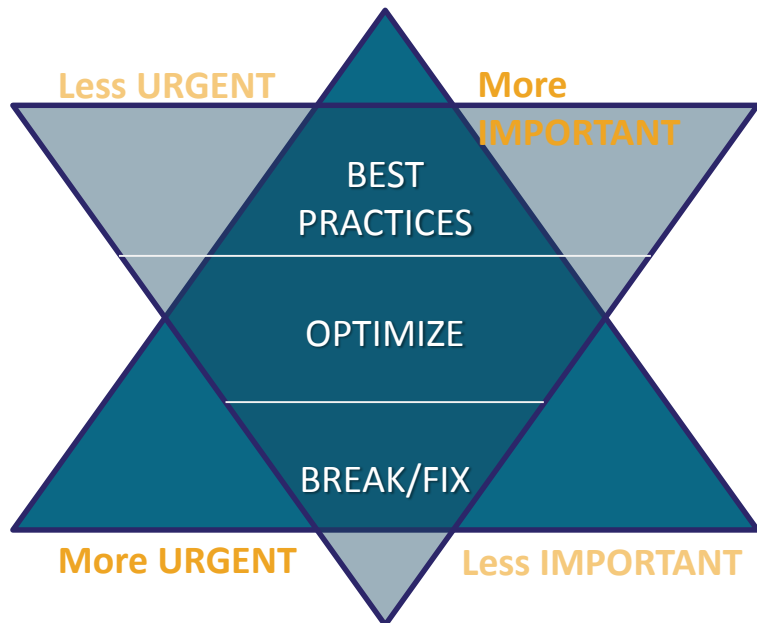 Less URGENT
More
IMPORTANT
BEST
PRACTICES
OPTIMIZE
BREAK/FIX
More URGENT
Less IMPORTANT